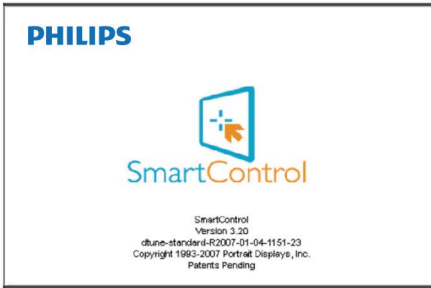 PHILIPS
SmartControl
SmartControl
Version 3.20
dtune-standard-R2007-01-04-1151-23
Copyright 1993-2007 Portrait Displays, Inc.
Patents Pending